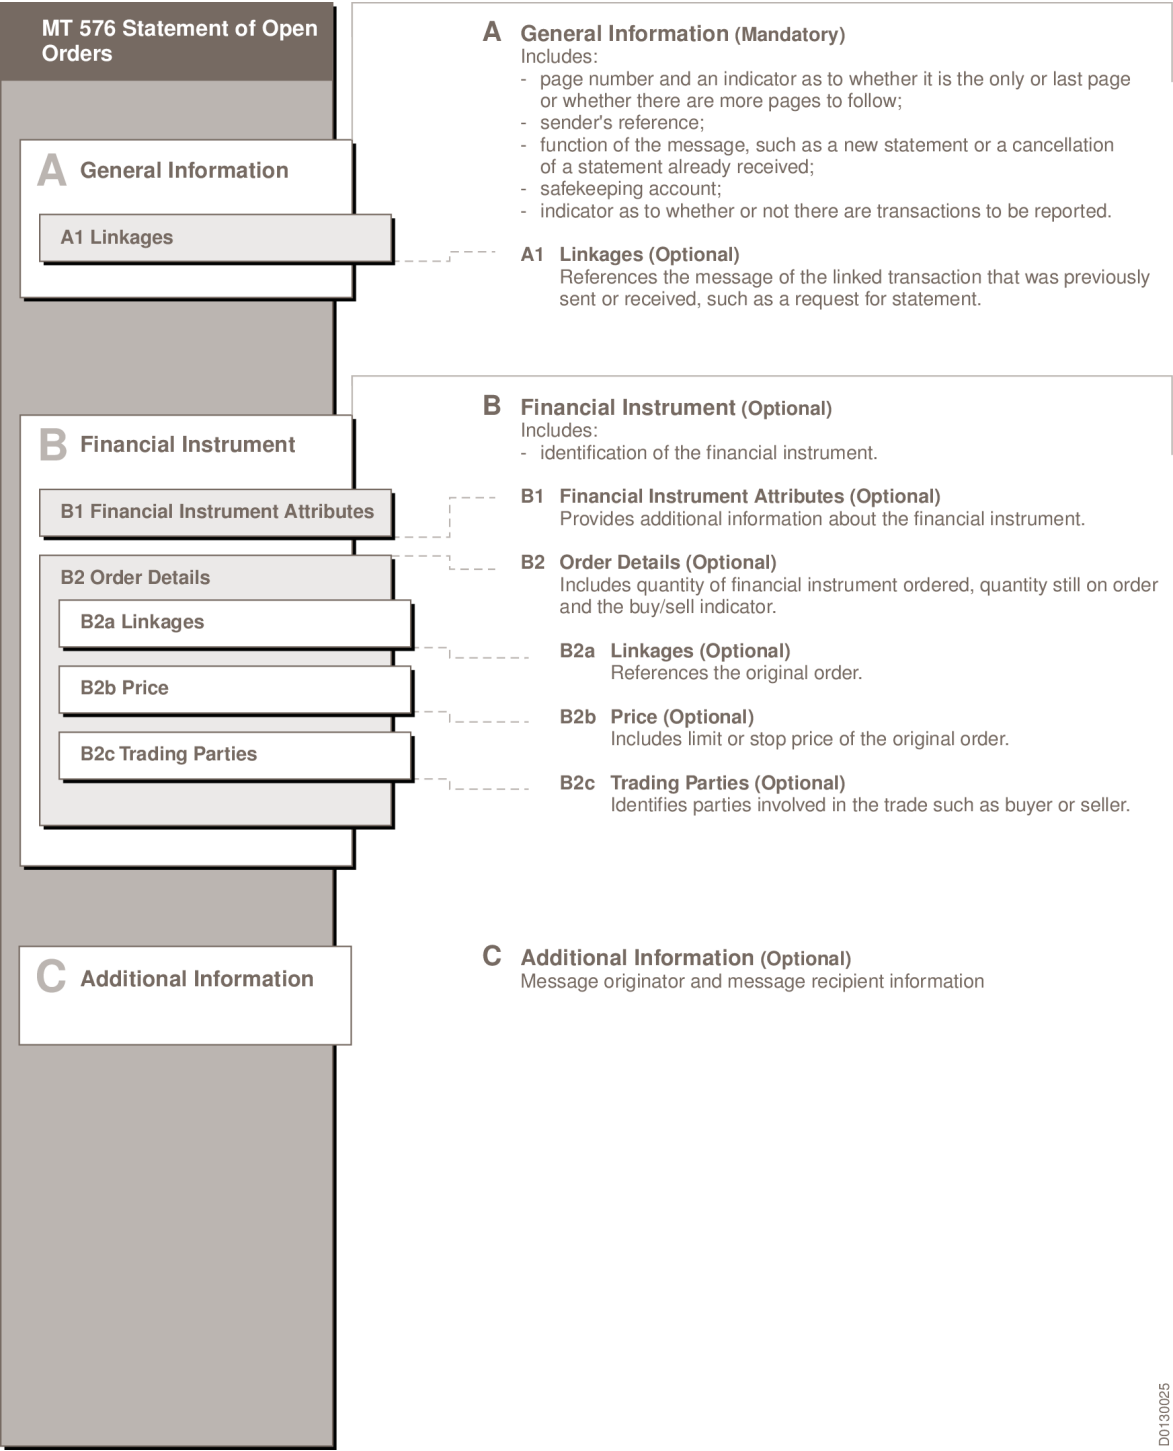 MT 576 Statement of Open
Orders
A General Information
A1 Linkages
B Financial Instrument
B1 Financial Instrument Attributes
B2 Order Details
B2a Linkages
B2b Price
B2c Trading Parties
C Additional Information
A General Information (Mandatory)
Includes:
- page number and an indicator as to whether it is the only or last page
or whether there are more pages to follow;
- sender's reference;
- function of the message, such as a new statement or a cancellation
of a statement already received;
- safekeeping account;
- indicator as to whether or not there are transactions to be reported.
A1 Linkages (Optional)
References the message of the linked transaction that was previously
sent or received, such as a request for statement.
B Financial Instrument (Optional)
Includes:
- identification of the financial instrument.
B1 Financial Instrument Attributes (Optional)
Provides additional information about the financial instrument.
B2 Order Details (Optional)
Includes quantity of financial instrument ordered, quantity still on order
and the buy/sell indicator.
B2a Linkages (Optional)
References the original order.
B2b Price (Optional)
Includes limit or stop price of the original order.
B2c Trading Parties (Optional)
Identifies parties involved in the trade such as buyer or seller.
C Additional Information (Optional)
Message originator and message recipient information
D0130025